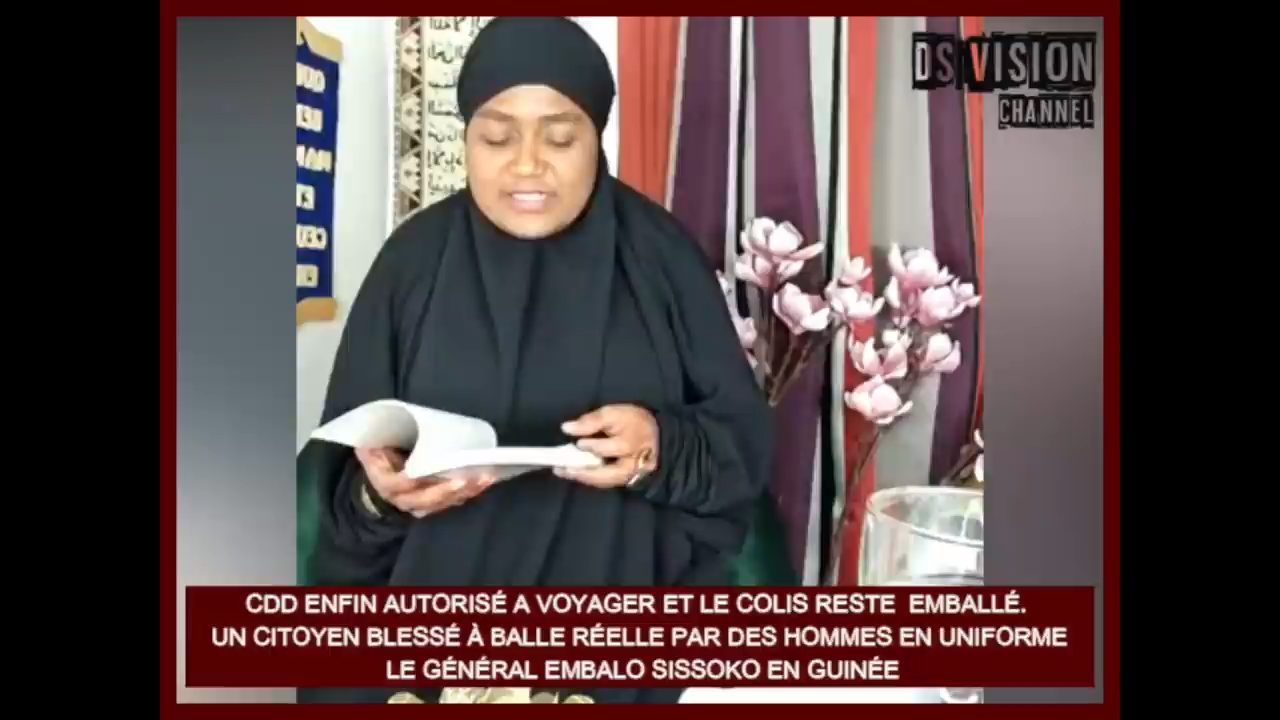 DS VISION
CHANNEL
CDD ENFIN AUTORISÉ A VOYAGER ET LE COLIS RESTE EMBALLÉ.
UN CITOYEN BLESSÉ À BALLE RÉELLE PAR DES HOMMES EN UNIFORME
LE GÉNÉRAL EMBALO SISSOKO EN GUINÉE